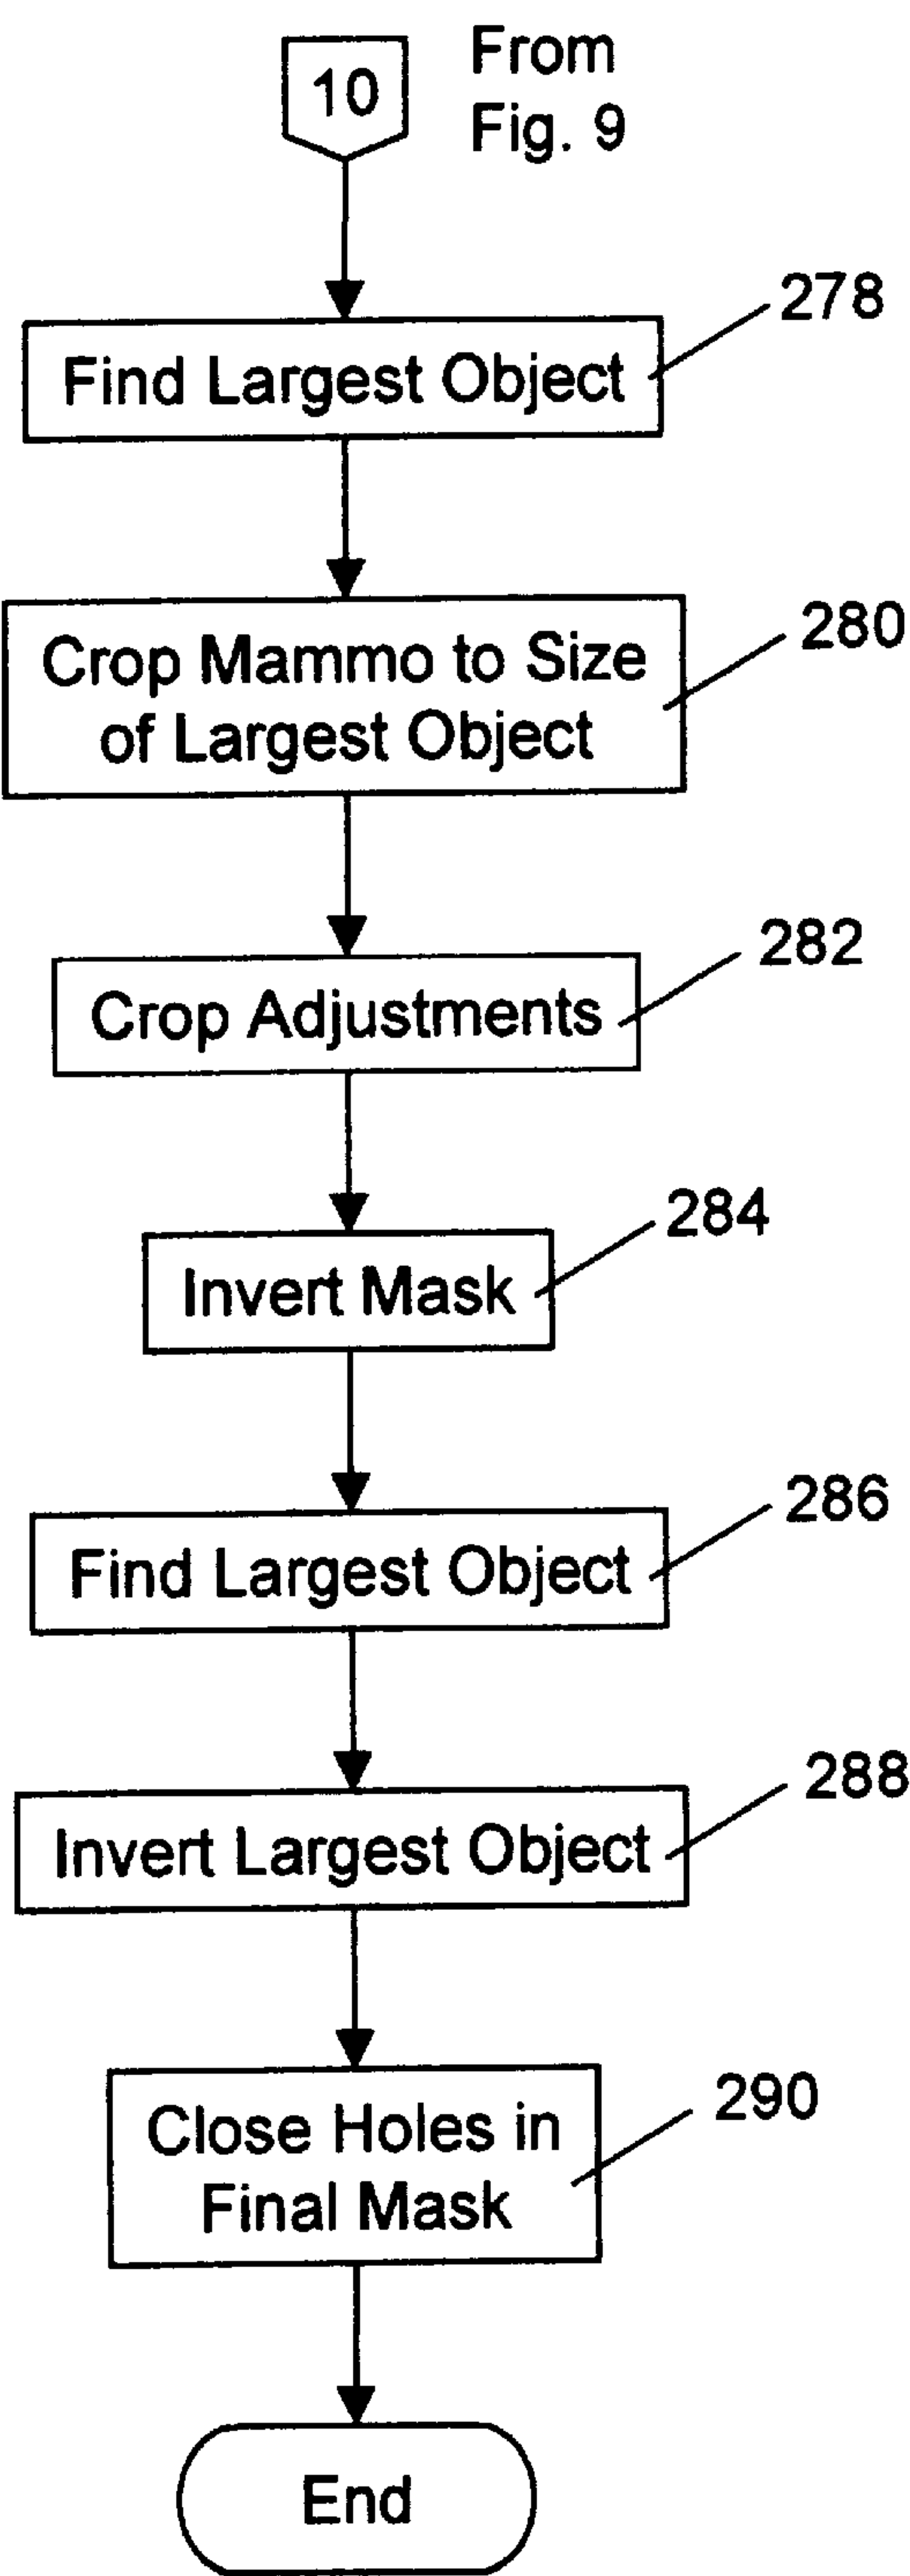 10
From
Fig. 9
278
Find Largest Object
280
Crop Mammo to Size
of Largest Object
282
Crop Adjustments
284
Invert Mask
286
Find Largest Object
288
Invert Largest Object
290
Close Holes in
Final Mask
End